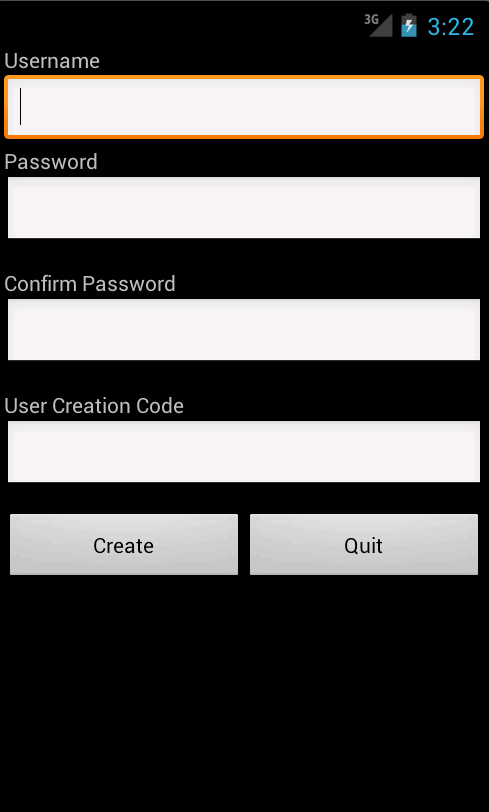 3G 3:22
Username
Password
Confirm Password
User Creation Code
Create Quit